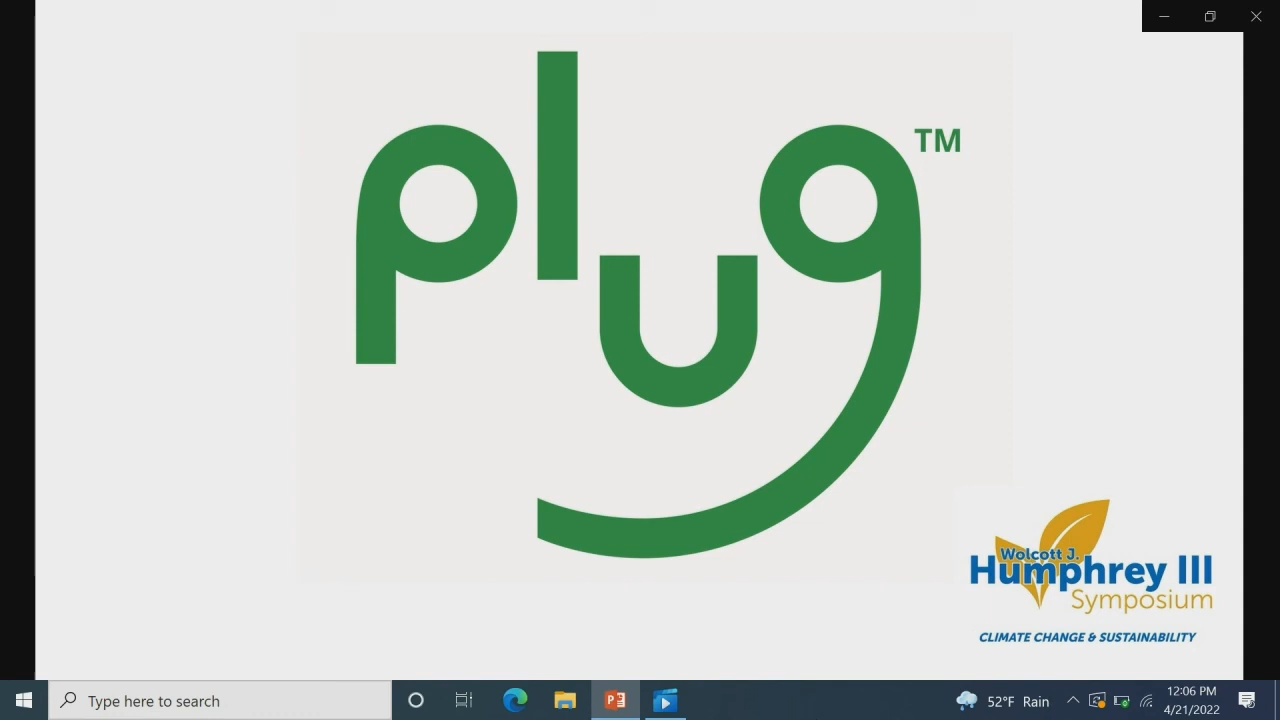 plug
TM
Wolcott J.
Humphrey III
Symposium
CLIMATE CHANGE & SUSTAINABILITY
Type here to search
52°F Rain
12:06 PM
4/21/2022